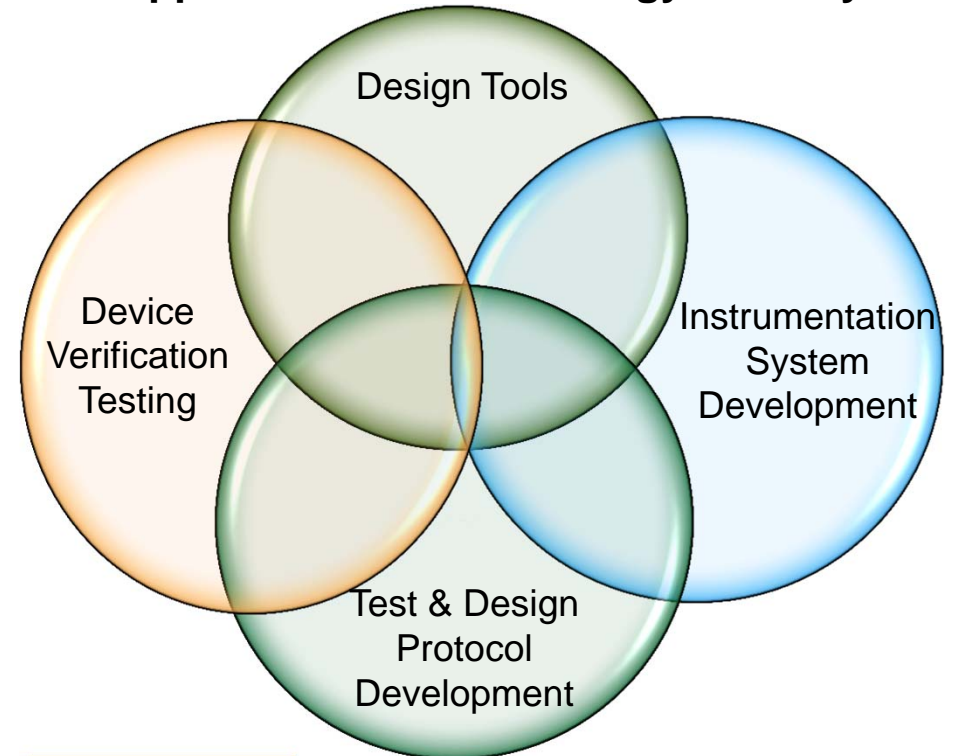 Design Tools
Device
Verification
Testing
Instrumentation
System
Development
Test & Design
Protocol
Development